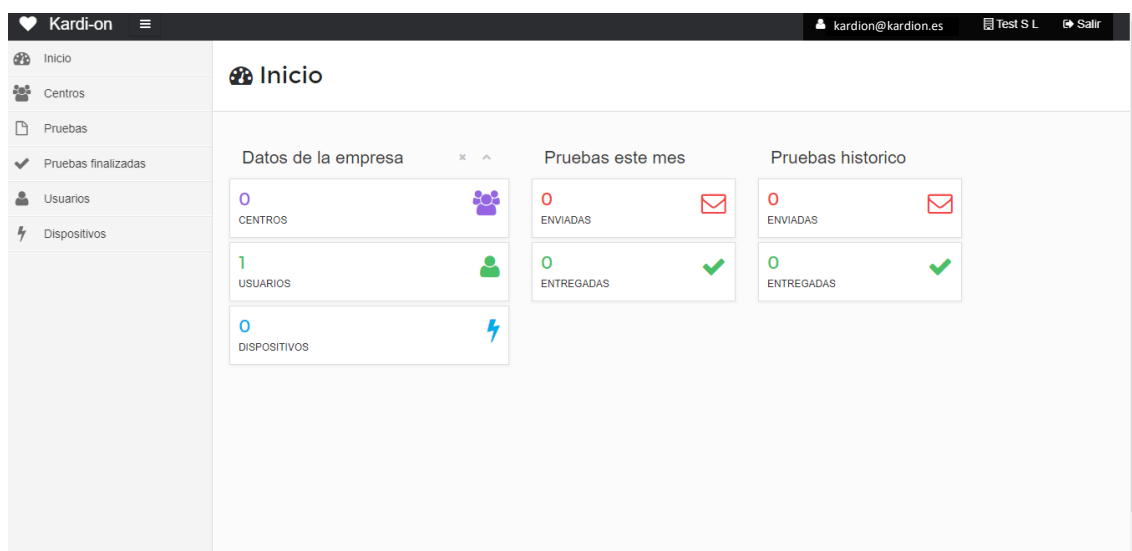 Kardi-on
kardion@kardion.es
Test S L
Salir
Inicio
Centros
Pruebas
Pruebas finalizadas
Usuarios
Dispositivos
Inicio
Datos de la empresa
0
CENTROS
1
USUARIOS
0
DISPOSITIVOS
Pruebas este mes
0
ENVIADAS
0
ENTREGADAS
Pruebas historico
0
ENVIADAS
0
ENTREGADAS